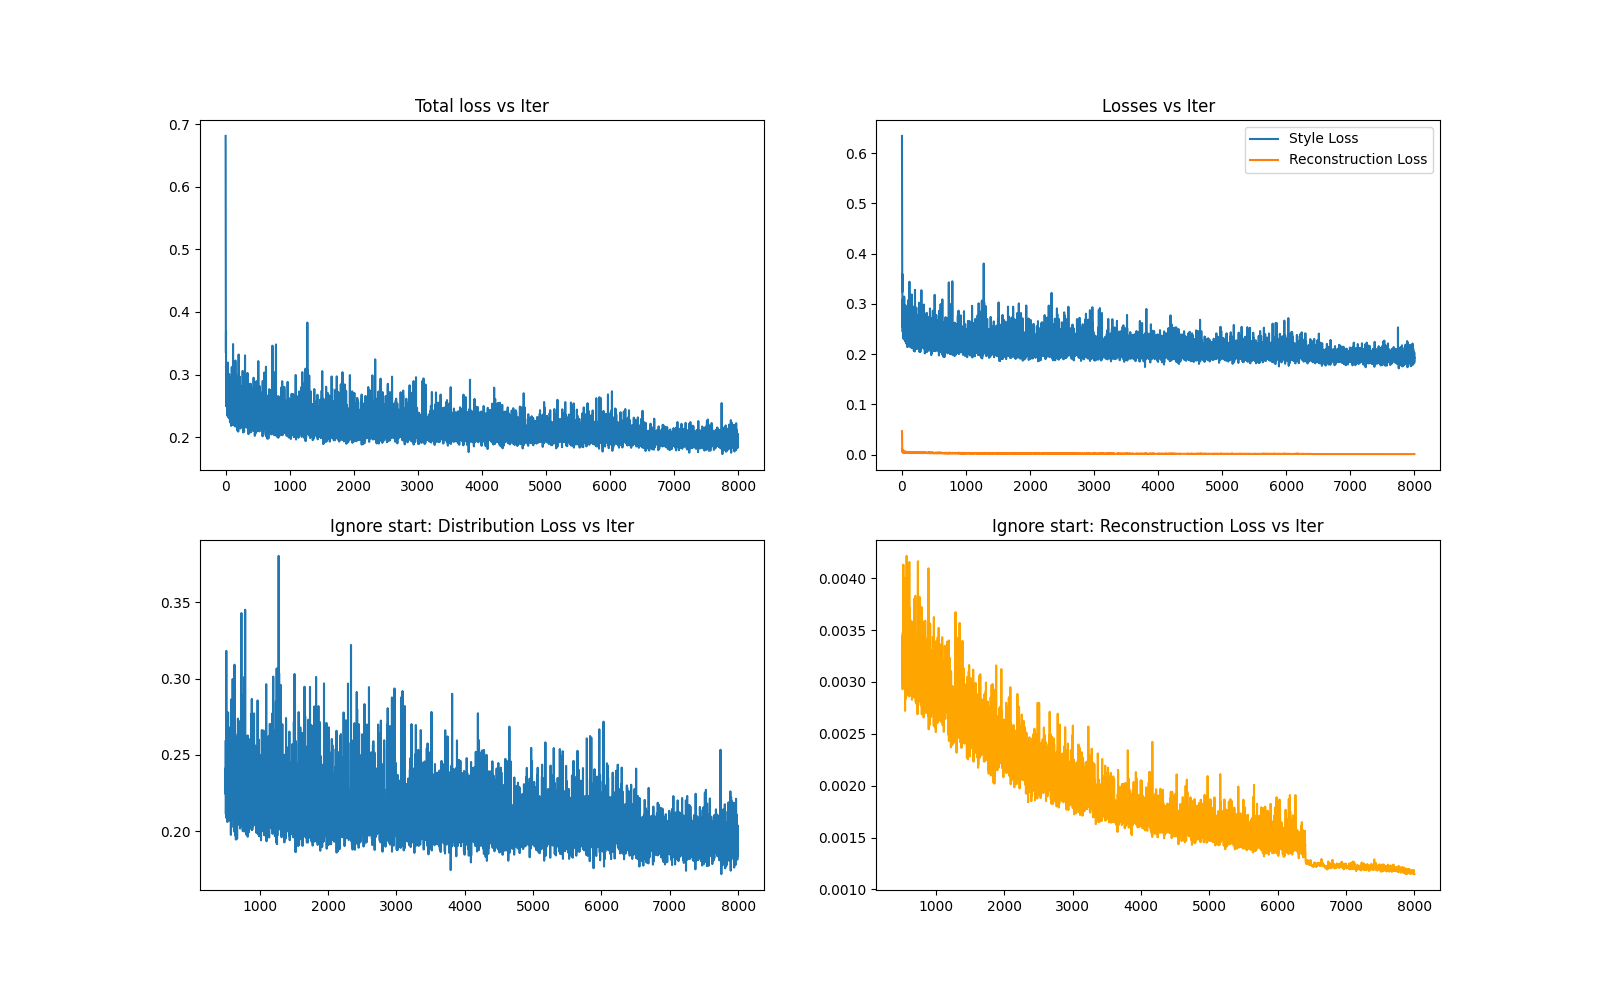 Total loss vs Iter
0.7
0.6
0.5
0.4
0.3
0.2
0 1000 2000 3000 4000 5000 6000 7000 8000
Losses vs Iter
Style Loss
Reconstruction Loss
0.6
0.5
0.4
0.3
0.2
0.1
0.0
0 1000 2000 3000 4000 5000 6000 7000 8000
Ignore start: Distribution Loss vs Iter
0.35
0.30
0.25
0.20
1000 2000 3000 4000 5000 6000 7000 8000
Ignore start: Reconstruction Loss vs Iter
0.0040
0.0035
0.0030
0.0025
0.0020
0.0015
0.0010
1000 2000 3000 4000 5000 6000 7000 8000